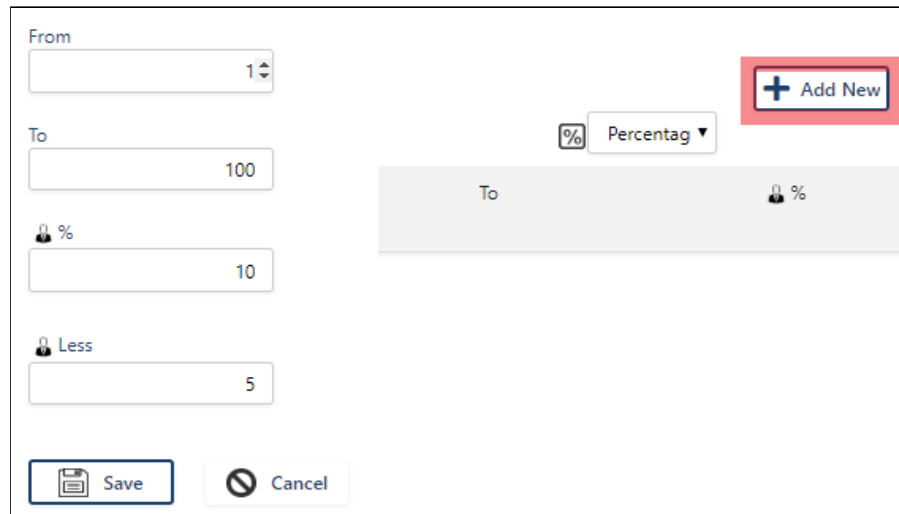 From
1
Add New
To
% Percentag
100
To
%
%
10
Less
5
Save
Cancel